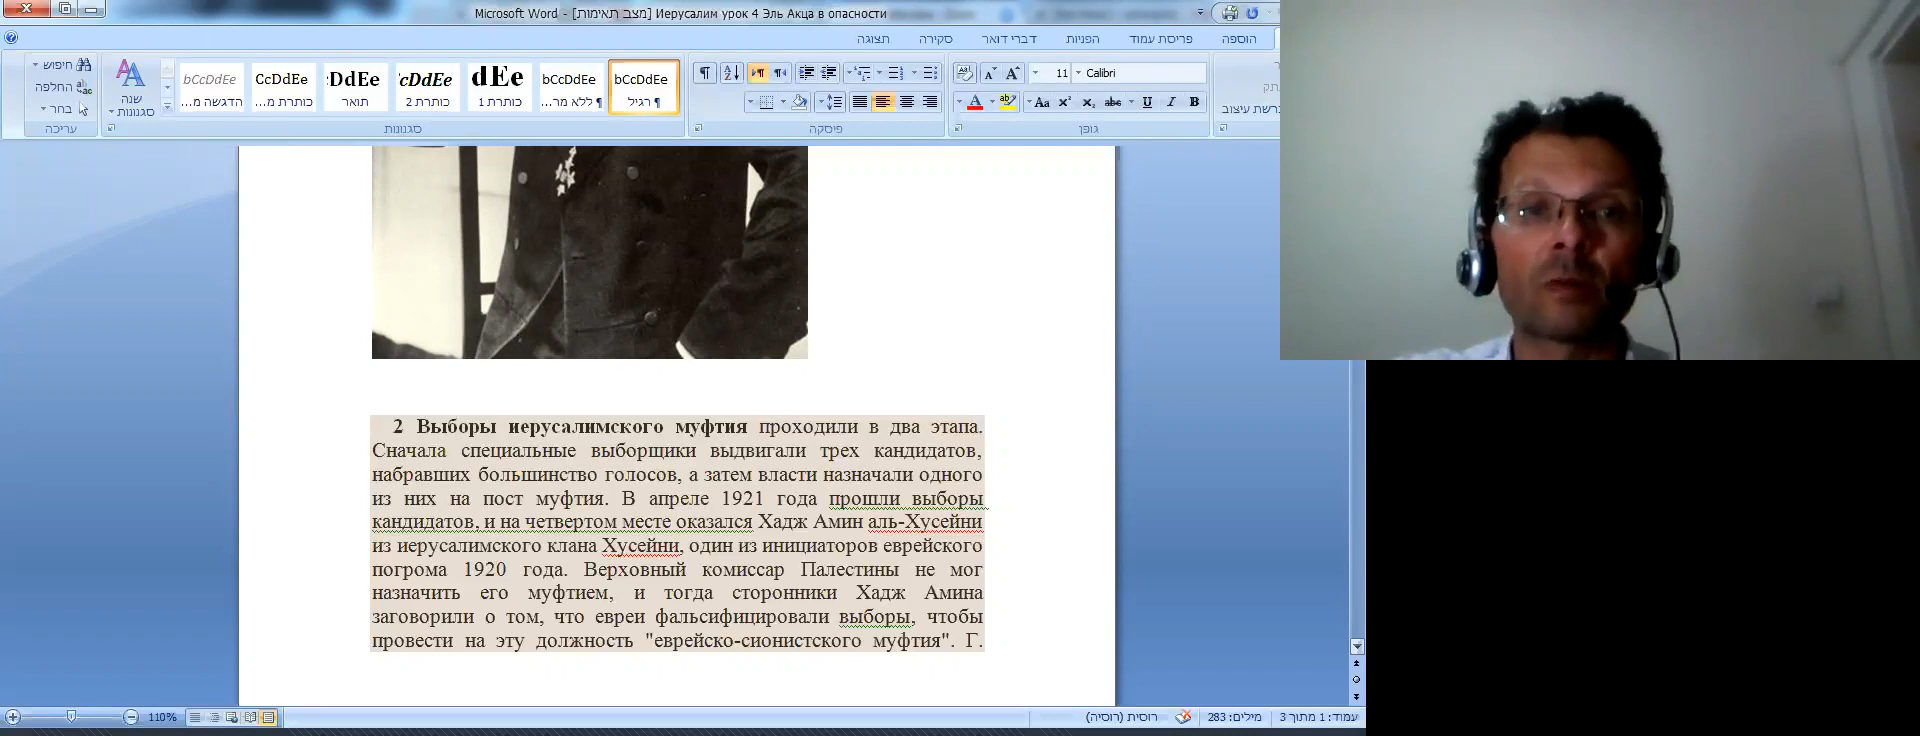 Microsoft Word - [מצב תאימות] Иерусалим урок 4 Эль Акца в опасности
הוספה
פריסת עמוד
הפניות
דברי דואר
סקירה
תצוגה
Calibri
11
חיפוש
החלפה
בחר
עריכה
שנה
סגנונות
bCcDdEe
הדגשה מ...
CcDdEe
כותרת מ...
תואר
cDdEe
כותרת 2
dEe
כותרת 1
bCcDdEe
¶ ללא מר...
bCcDdEe
¶ רגיל
סגנונות
פיסקה
גופן
ברשת עיצוב
2 Выборы иерусалимского муфтия проходили в два этапа.
Сначала специальные выборщики выдвигали трех кандидатов,
набравших большинство голосов, а затем власти назначали одного
из них на пост муфтия. В апреле 1921 года прошли выборы
кандидатов, и на четвертом месте оказался Хадж Амин аль-Хусейни
из иерусалимского клана Хусейни, один из инициаторов еврейского
погрома 1920 года. Верховный комиссар Палестины не мог
назначить его муфтием, и тогда сторонники Хадж Амина
заговорили о том, что евреи фальсифицировали выборы, чтобы
провести на эту должность "еврейско-сионистского муфтия". Г.
110%
רוסית (רוסיה)
מילים: 283
עמוד: 1 מתוך 3